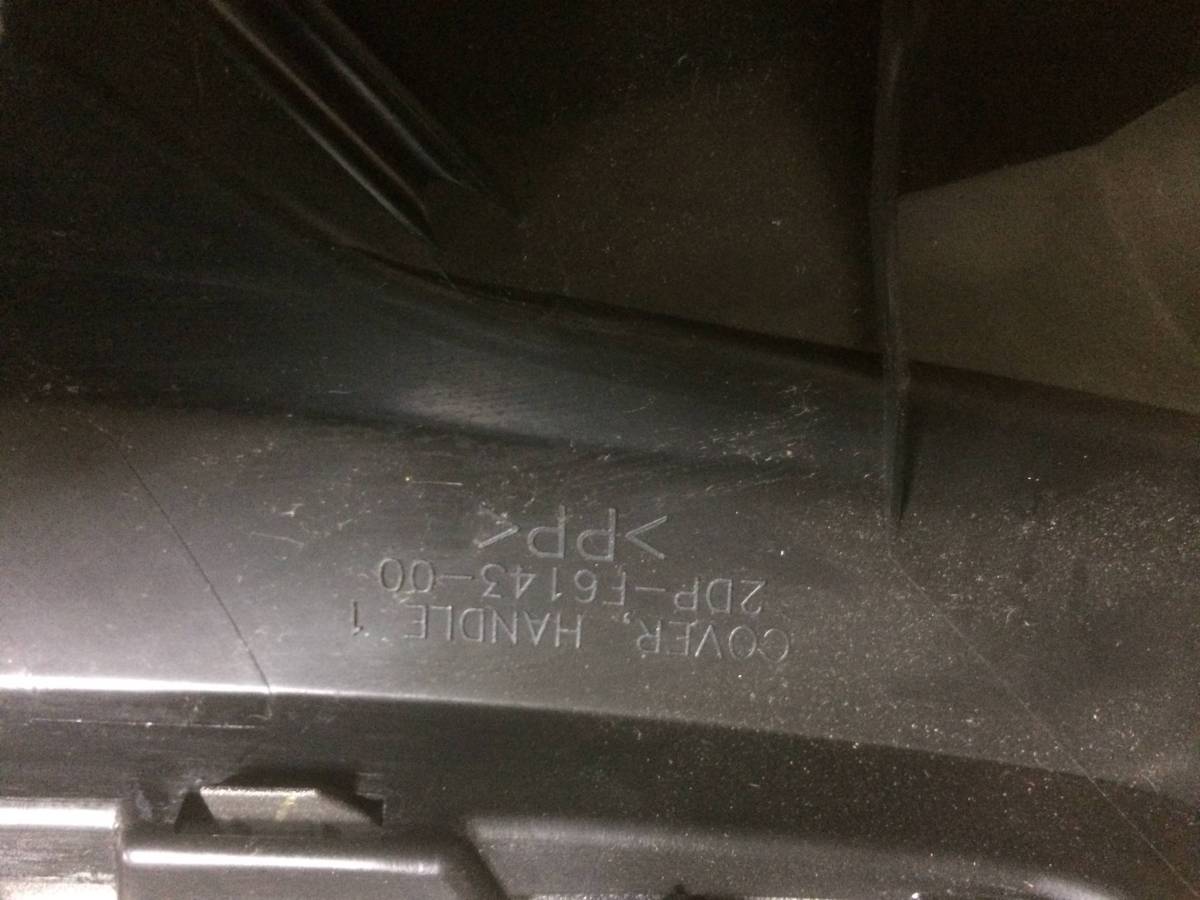 COVER, HANDLE 1
2DP-F6143-00
>PP<